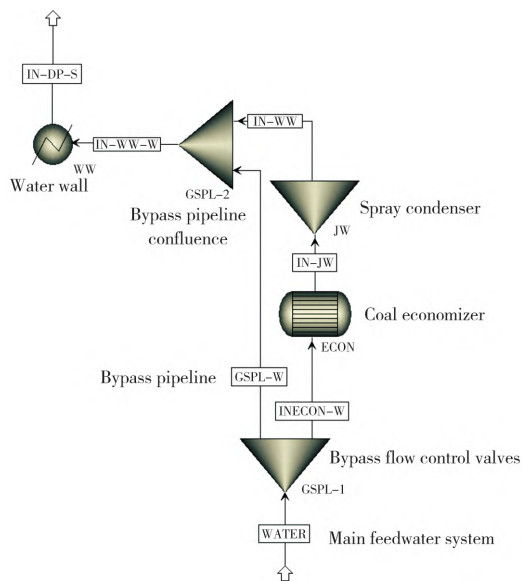 IN-DP-S
IN-WW-W
IN-WW
WW
Water wall
GSPL-2
Bypass pipeline
confluence
Spray condenser
JW
IN-JW
Coal economizer
ECON
Bypass pipeline
GSPL-W
INECON-W
Bypass flow control valves
GSPL-1
WATER
Main feedwater system